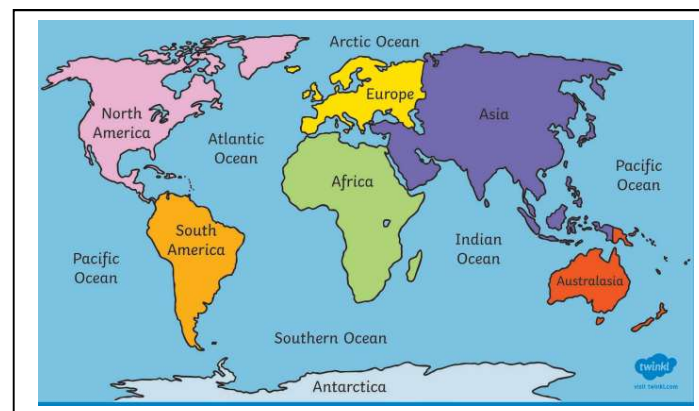 Arctic Ocean
North
America
Europe
Asia
Atlantic
Ocean
Africa
Pacific
Ocean
South
America
Pacific
Ocean
Indian
Ocean
Australasia
Southern Ocean
Antarctica
twinkl
visit twinkl.com